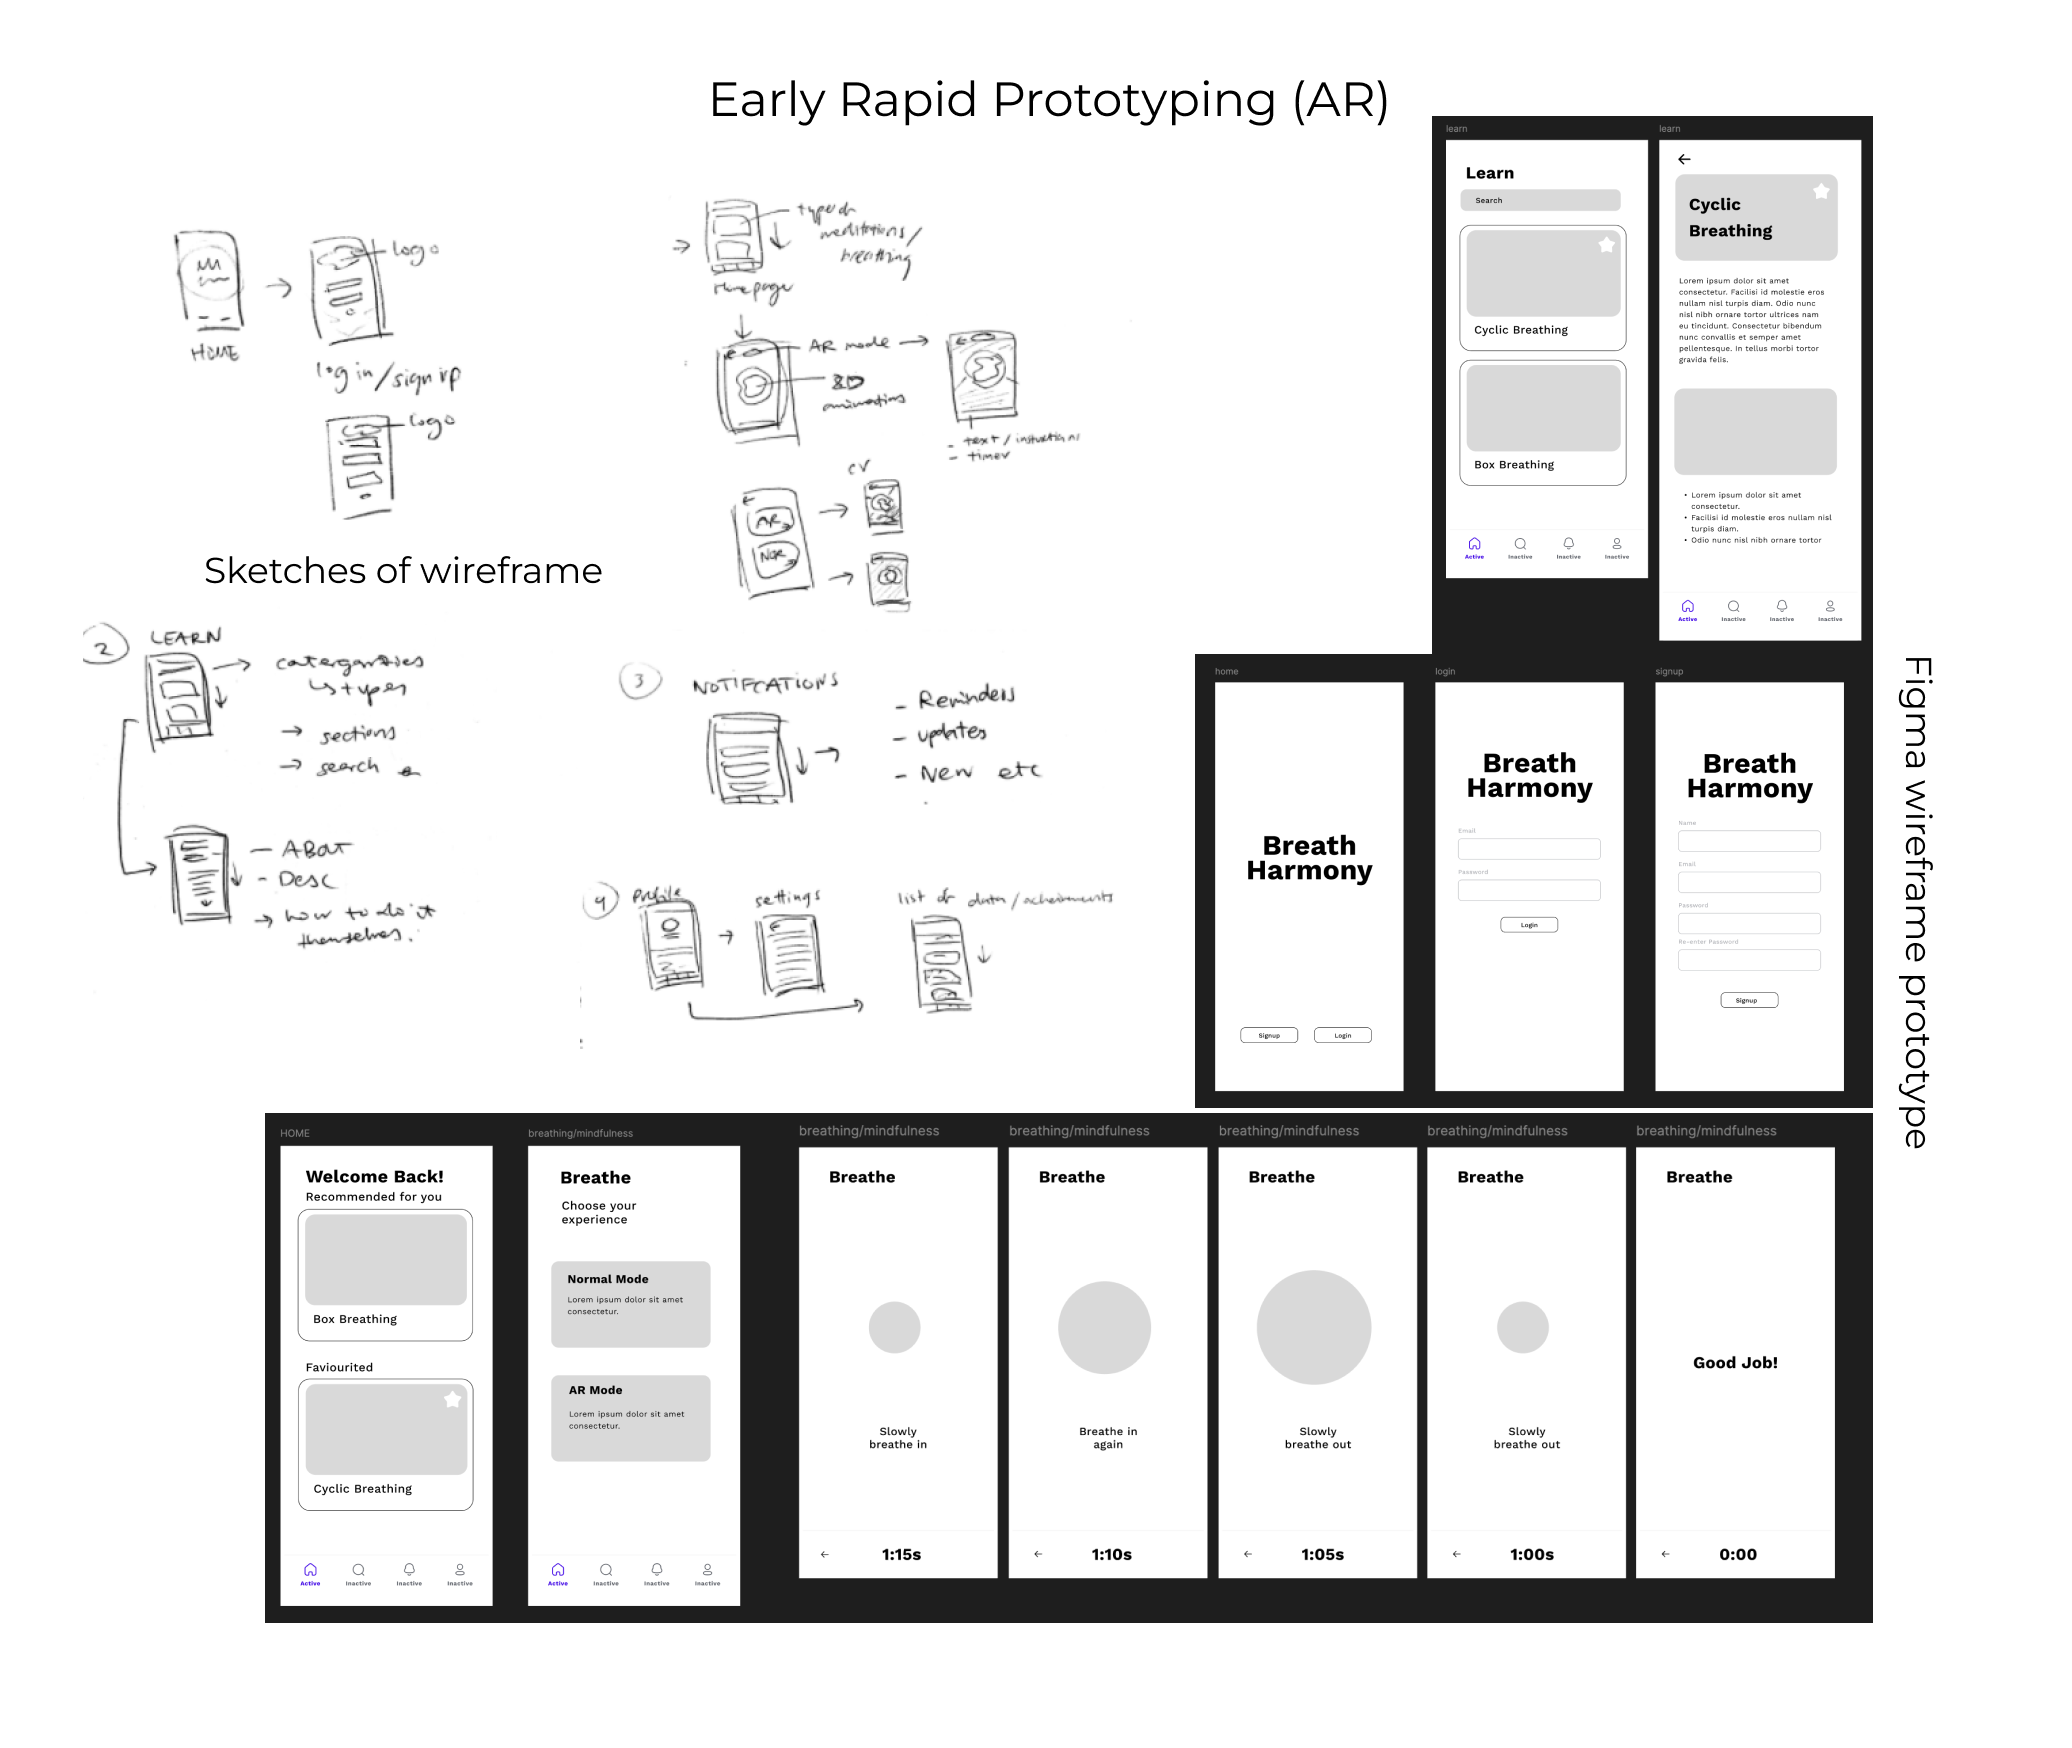 Early Rapid Prototyping (AR)
HOME
logo
log in/sign up
logo
types of
meditations/
breathing
Homepage
AR mode
3D
animations
- text / instructions
- timer
AR
CV
Sketches of wireframe
2
LEARN
catergarties
types
sections
search
- ABout
- Desc
how to do it
themselves.
3
NOTIFCATIONS
- Reminders
- updates
- New etc
4
profile
settings
list of data/acheivments
learn
Learn
Search
Cyclic Breathing
Box Breathing
Active
Inactive
Inactive
Inactive
learn
Cyclic
Breathing
Lorem ipsum dolor sit amet
consectetur. Facilisi id molestie eros
nullam nisl turpis diam. Odio nunc
nisl nibh ornare tortor ultrices nam
eu tincidunt. Consectetur bibendum
nunc convallis et semper amet
pellentesque. In tellus morbi tortor
gravida felis.
• Lorem ipsum dolor sit amet
consectetur.
• Facilisi id molestie eros nullam nisl
turpis diam.
• Odio nunc nisl nibh ornare tortor
Active
Inactive
Inactive
Inactive
Figma wireframe prototype
home
Breath
Harmony
Signup
Login
login
Breath
Harmony
Email
Password
Login
signup
Breath
Harmony
Name
Email
Password
Re-enter Password
Signup
HOME
Welcome Back!
Recommended for you
Box Breathing
Faviourited
Cyclic Breathing
Active
Inactive
Inactive
Inactive
breathing/mindfulness
Breathe
Choose your
experience
Normal Mode
Lorem ipsum dolor sit amet
consectetur.
AR Mode
Lorem ipsum dolor sit amet
consectetur.
Active
Inactive
Inactive
Inactive
breathing/mindfulness
Breathe
Slowly
breathe in
1:15s
breathing/mindfulness
Breathe
Breathe in
again
1:10s
breathing/mindfulness
Breathe
Slowly
breathe out
1:05s
breathing/mindfulness
Breathe
Slowly
breathe out
1:00s
breathing/mindfulness
Breathe
Good Job!
0:00